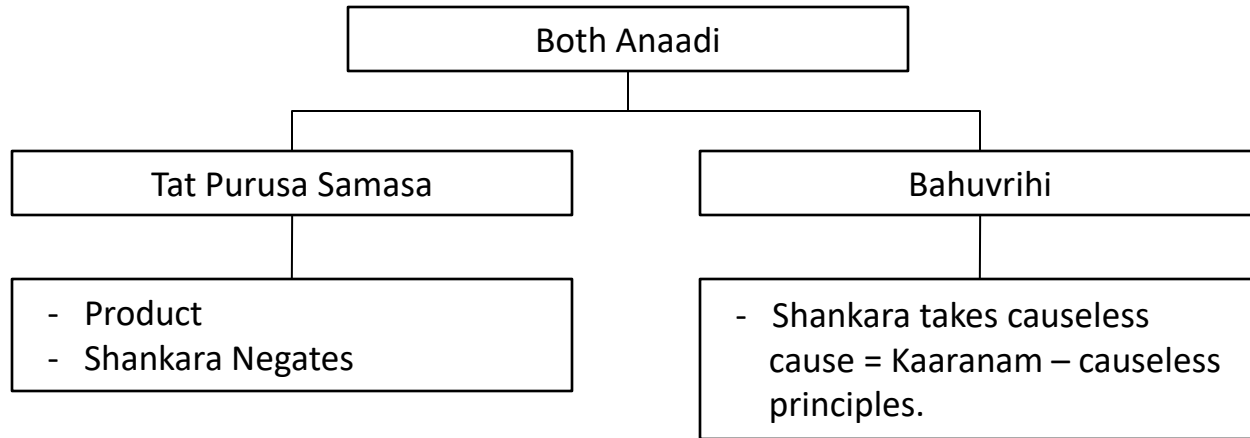 Both Anaadi
Tat Purusa Samasa
Bahuvrihi
- Product
- Shankara Negates
- Shankara takes causeless
cause = Kaaranam – causeless
principles.